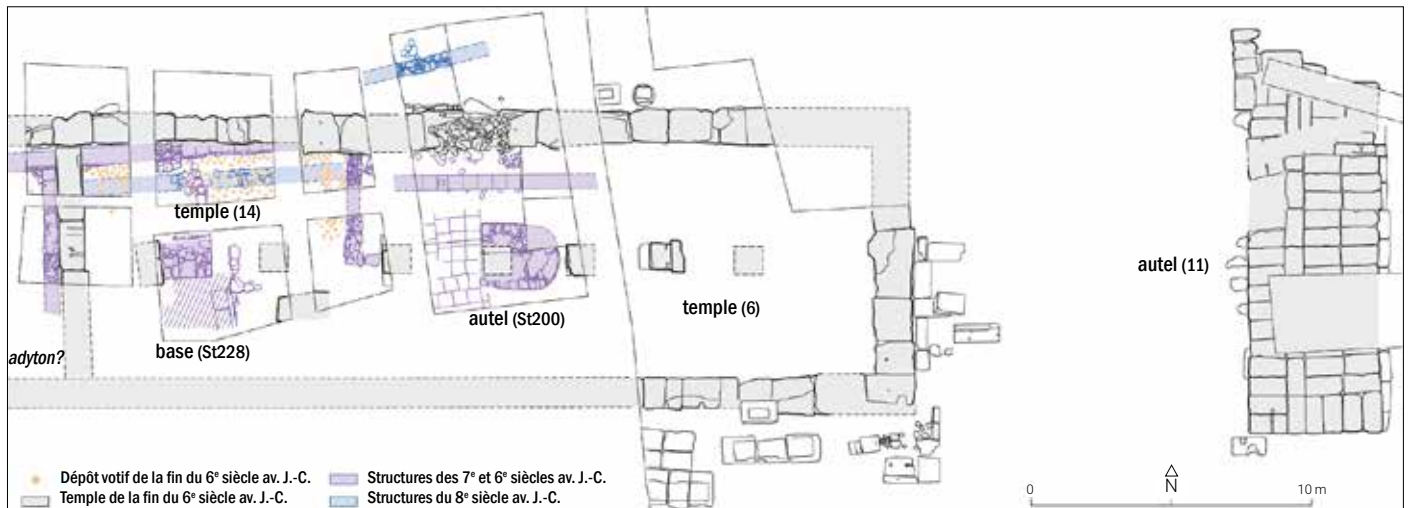 temple (14)
autel (11)
temple (6)
autel (St200)
base (St228)
adyton?
Dépôt votif de la fin du 6e siècle av. J.-C.
Structures des 7e et 6e siècles av. J.-C.
Temple de la fin du 6e siècle av. J.-C.
Structures du 8e siècle av. J.-C.
N
0 10 m